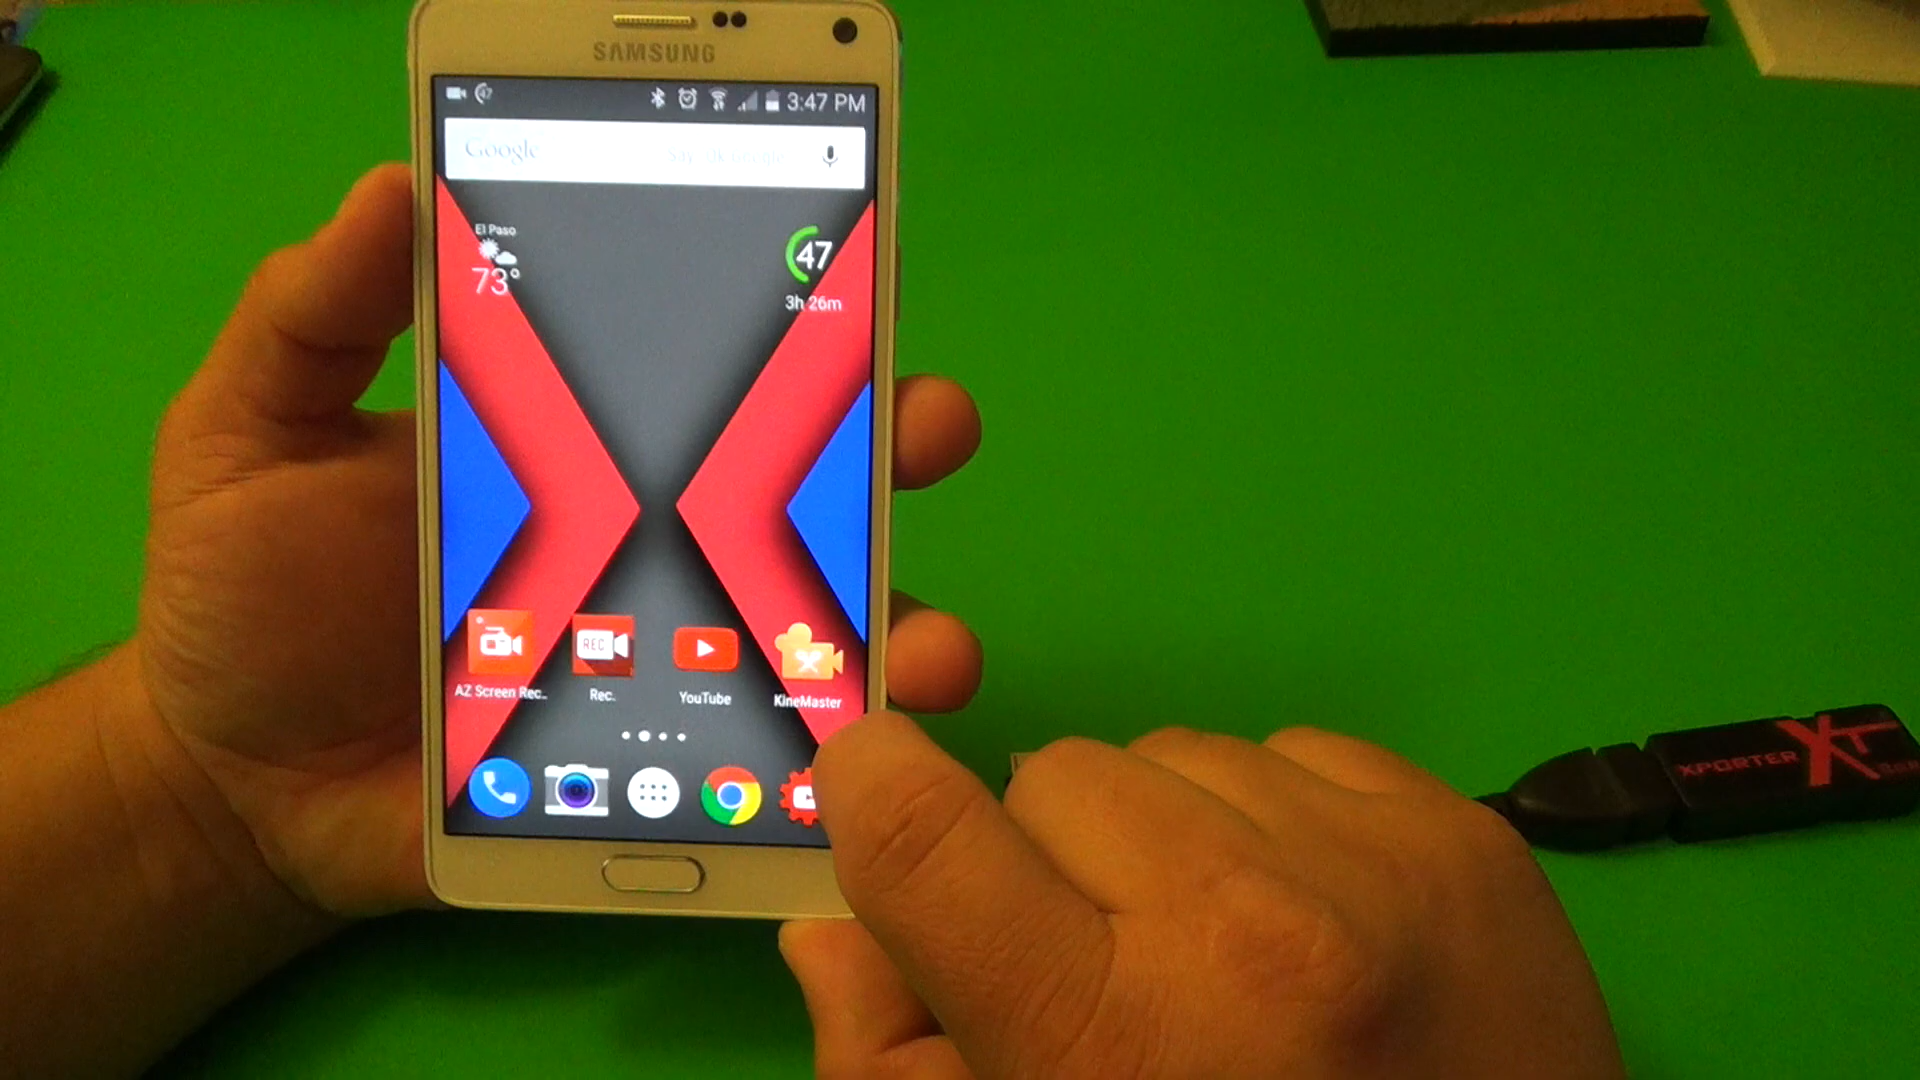 SAMSUNG
47
3:47 PM
Google
El Paso
73°
47
3h 26m
REC
AZ Screen Rec..
Rec.
YouTube
KineMaster
XPORTER XT